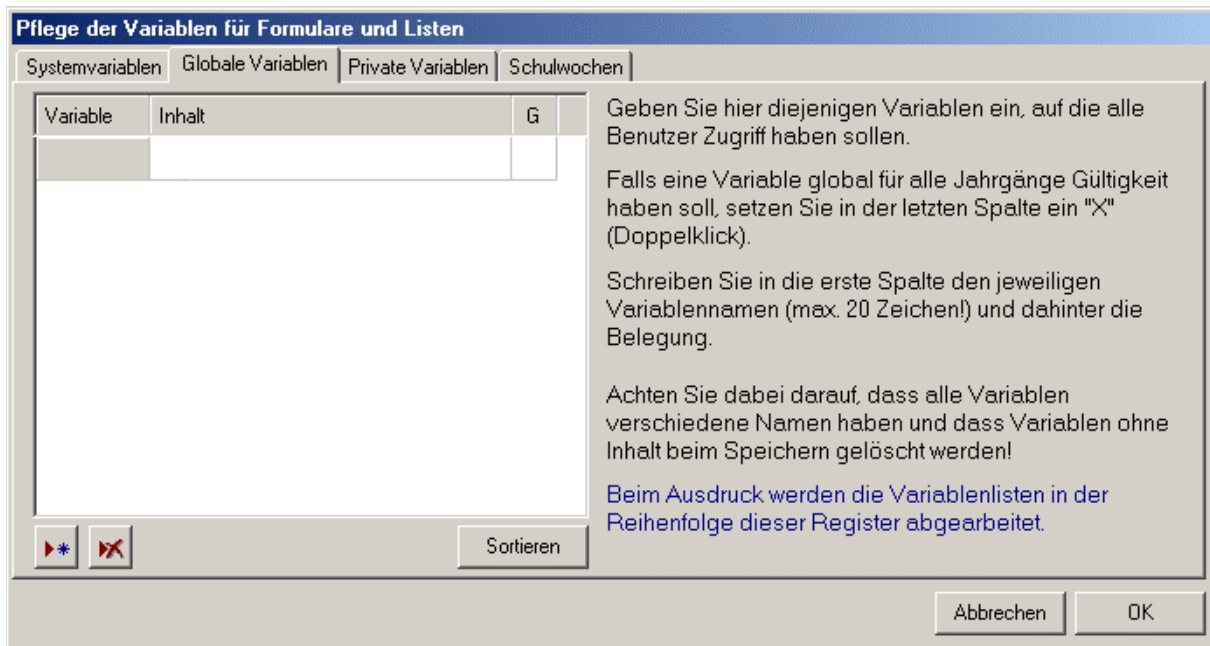 Pflege der Variablen für Formulare und Listen
Systemvariablen Globale Variablen Private Variablen Schulwochen
Variable Inhalt G
Geben Sie hier diejenigen Variablen ein, auf die alle
Benutzer Zugriff haben sollen.
Falls eine Variable global für alle Jahrgänge Gültigkeit
haben soll, setzen Sie in der letzten Spalte ein "X"
(Doppelklick).
Schreiben Sie in die erste Spalte den jeweiligen
Variablennamen (max. 20 Zeichen!) und dahinter die
Belegung.
Achten Sie dabei darauf, dass alle Variablen
verschiedene Namen haben und dass Variablen ohne
Inhalt beim Speichern gelöscht werden!
Beim Ausdruck werden die Variablenlisten in der
Reihenfolge dieser Register abgearbeitet.
Sortieren
Abbrechen OK